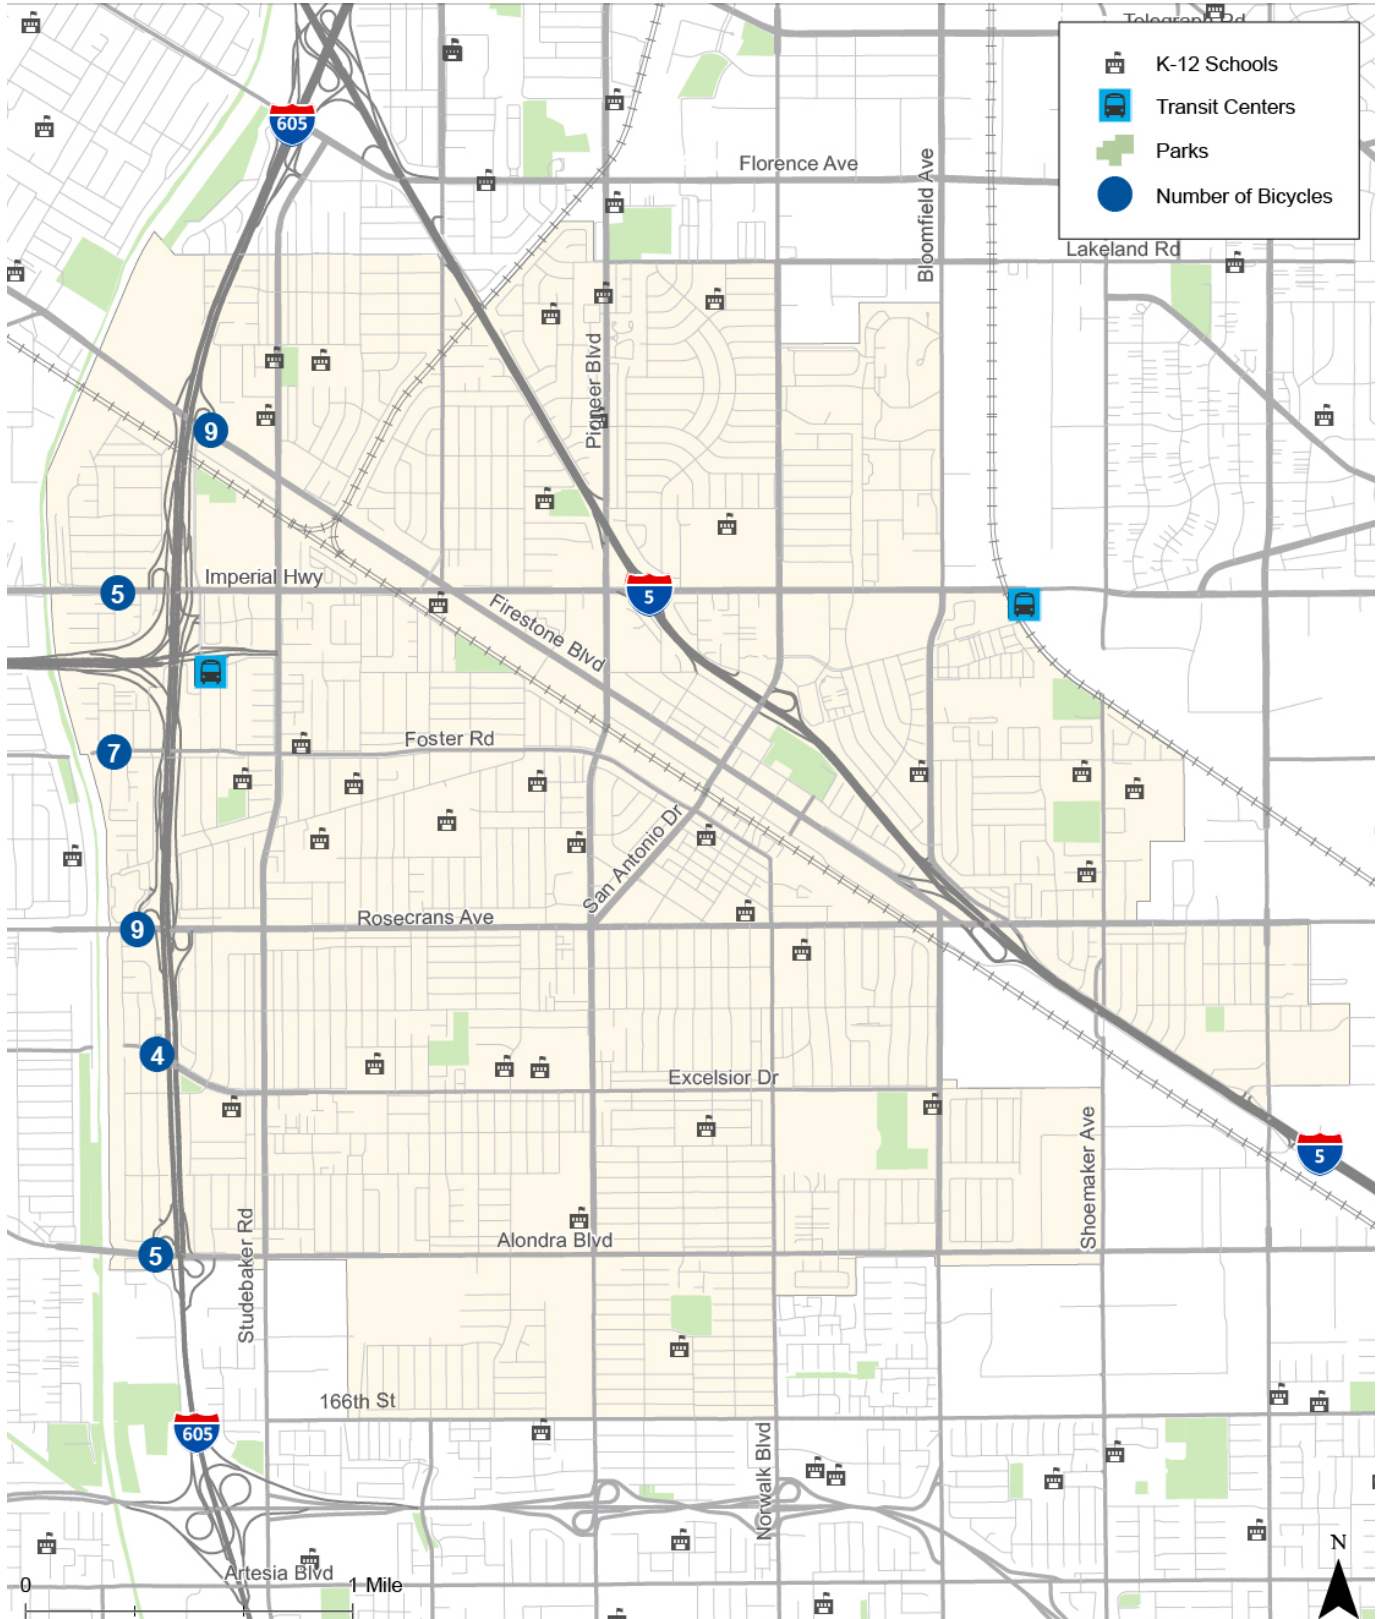 Telegraph Rd
K-12 Schools
Transit Centers
Parks
Number of Bicycles
605
Florence Ave
Bloomfield Ave
Lakeland Rd
Pioneer Blvd
9
5
Imperial Hwy
Firestone Blvd
5
7
Foster Rd
San Antonio Dr
9
Rosecrans Ave
4
Excelsior Dr
Shoemaker Ave
5
5
Alondra Blvd
Studebaker Rd
166th St
605
Norwalk Blvd
Artesia Blvd
0
1 Mile
N